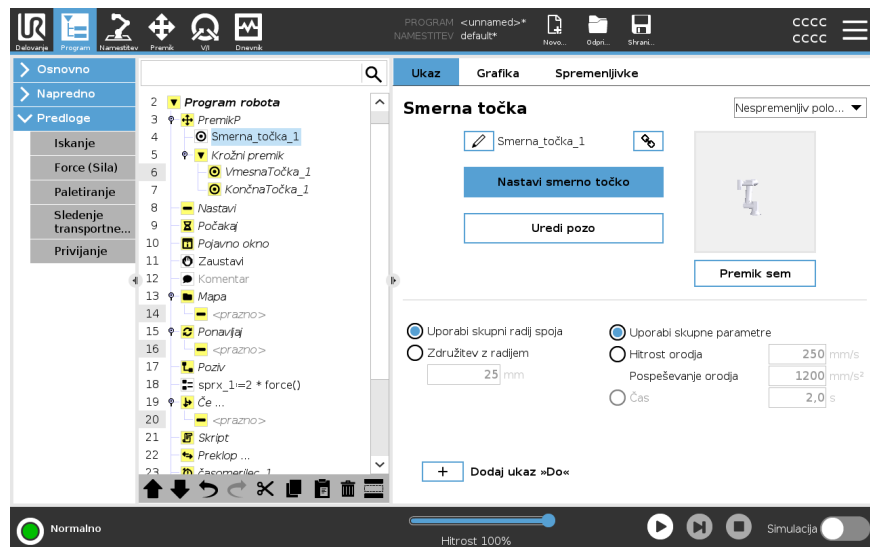 PROGRAM <unnamed>*
NAMESTITEV default*
Delovanje
Program
Namestitev
Premik
V/I
Dnevnik
Novo...
Odpri...
Shrani...
CCCC
CCCC
Osnovno
Napredno
Predloge
Iskanje
Force (Sila)
Paletiranje
Sledenje
transportne...
Privijanje
2 Program robota
3 PremikP
4 Smerna_točka_1
5 Krožni premik
6 VmesnaTočka_1
7 KončnaTočka_1
8 Nastavi
9 Počakaj
10 Pojavno okno
11 Zaustavi
12 Komentar
13 Mapa
14 <prazno>
15 Ponavljaj
16 <prazno>
17 Poziv
18 sprx_1≔2 * force()
19 Če ...
20 <prazno>
21 Skript
22 Preklop ...
23 časomerilec_1
Ukaz
Grafika
Spremenljivke
Smerna točka
Nespremenljiv polo...
Smerna_točka_1
Nastavi smerno točko
Uredi pozo
Premik sem
Uporabi skupni radij spoja
Združitev z radijem
25 mm
Uporabi skupne parametre
Hitrost orodja 250 mm/s
Pospeševanje orodja 1200 mm/s²
Čas 2,0 s
+ Dodaj ukaz »Do«
Normalno
Hitrost 100%
Simulacija